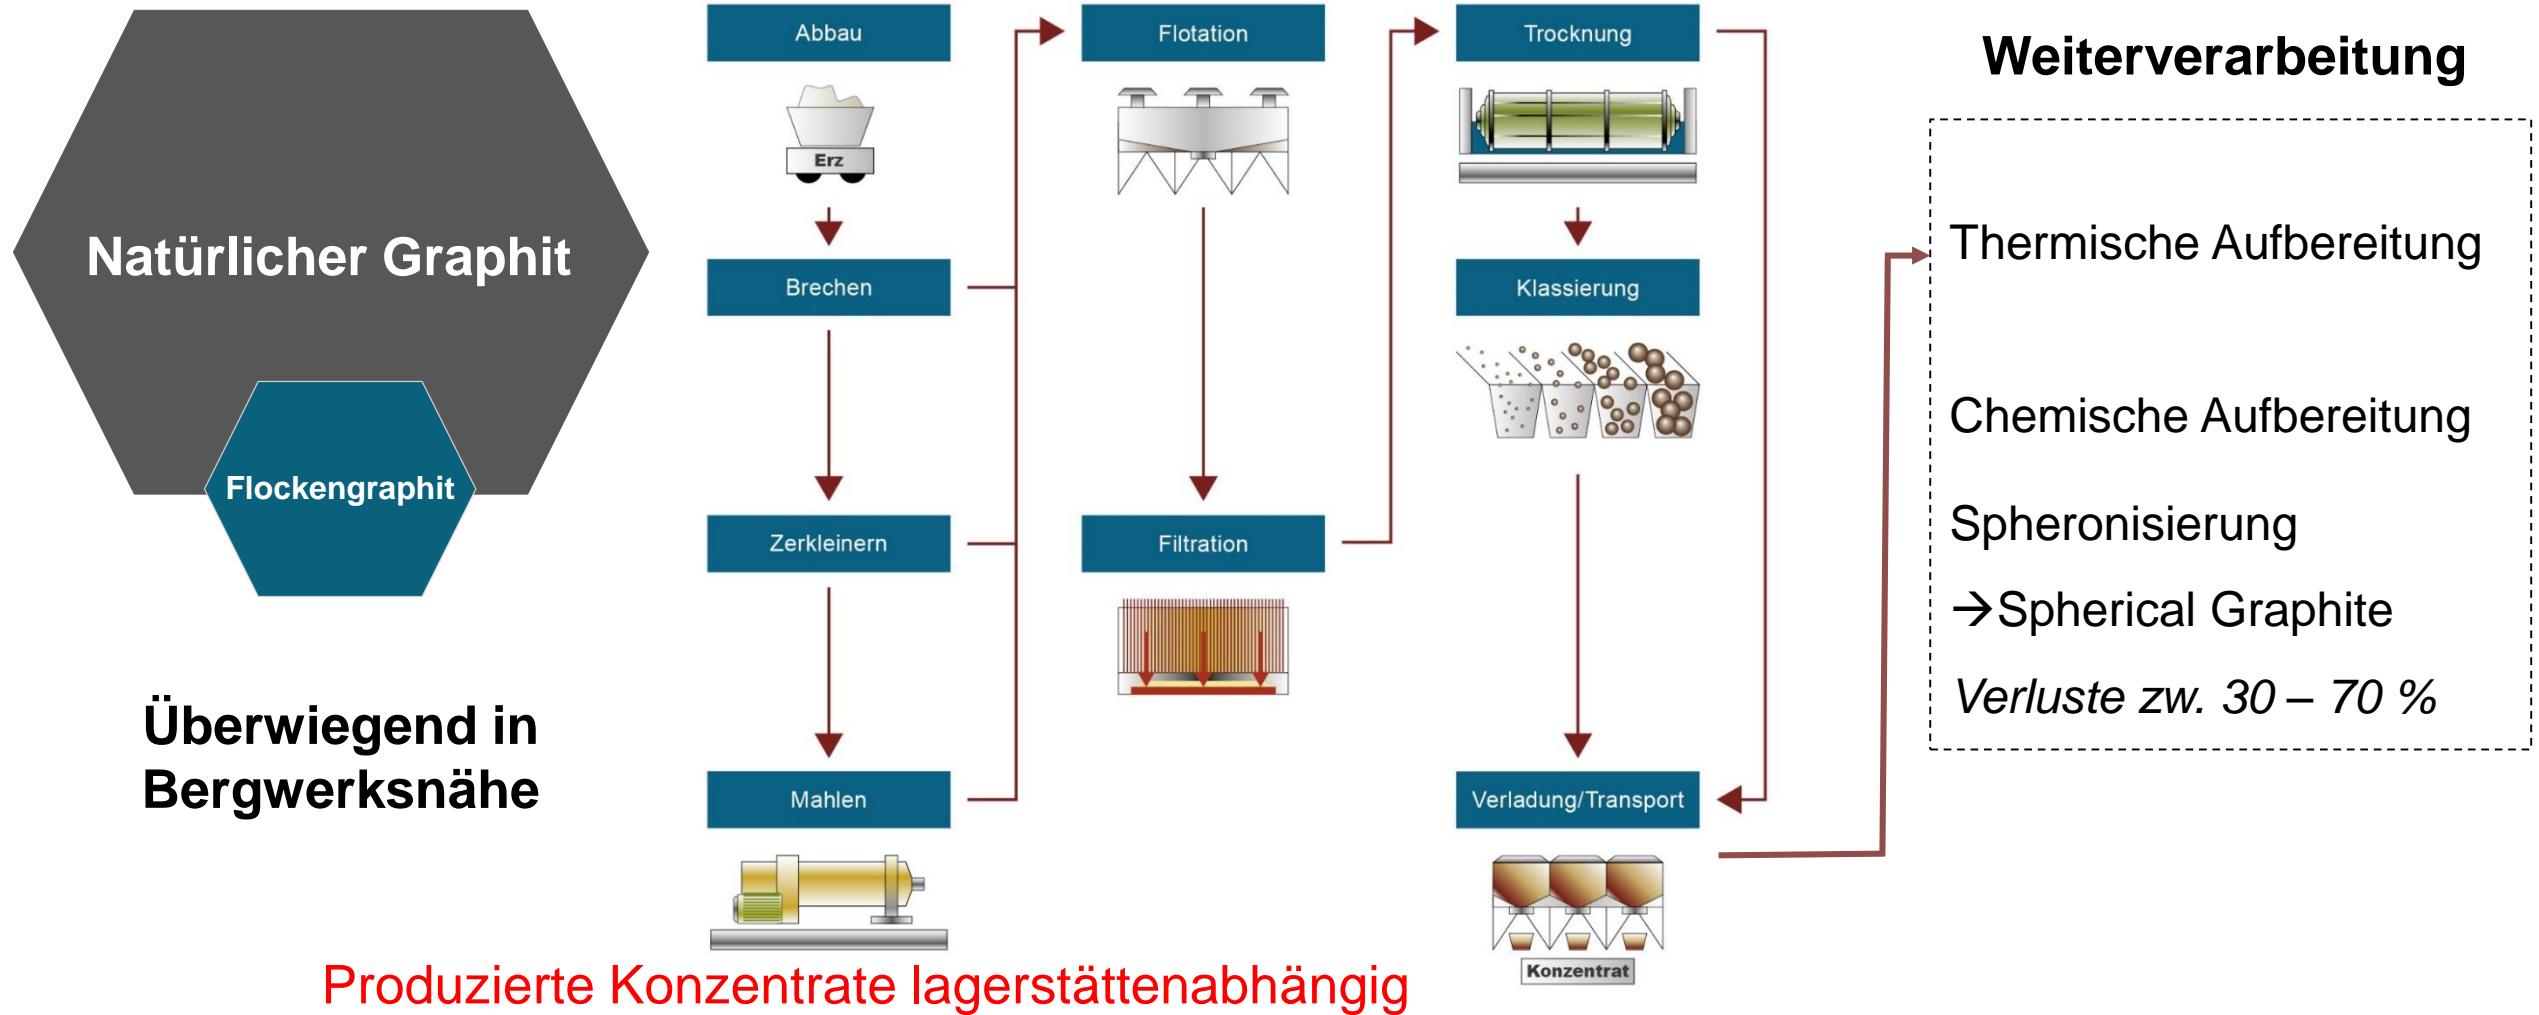 Natürlicher Graphit
Flockengraphit
Überwiegend in
Bergwerksnähe
Abbau
Erz
Brechen
Zerkleinern
Mahlen
Flotation
Filtration
Trocknung
Klassierung
Verladung/Transport
Konzentrat
Weiterverarbeitung
Thermische Aufbereitung
Chemische Aufbereitung
Spheronisierung
→Spherical Graphite
Verluste zw. 30 – 70 %
Produzierte Konzentrate lagerstättenabhängig